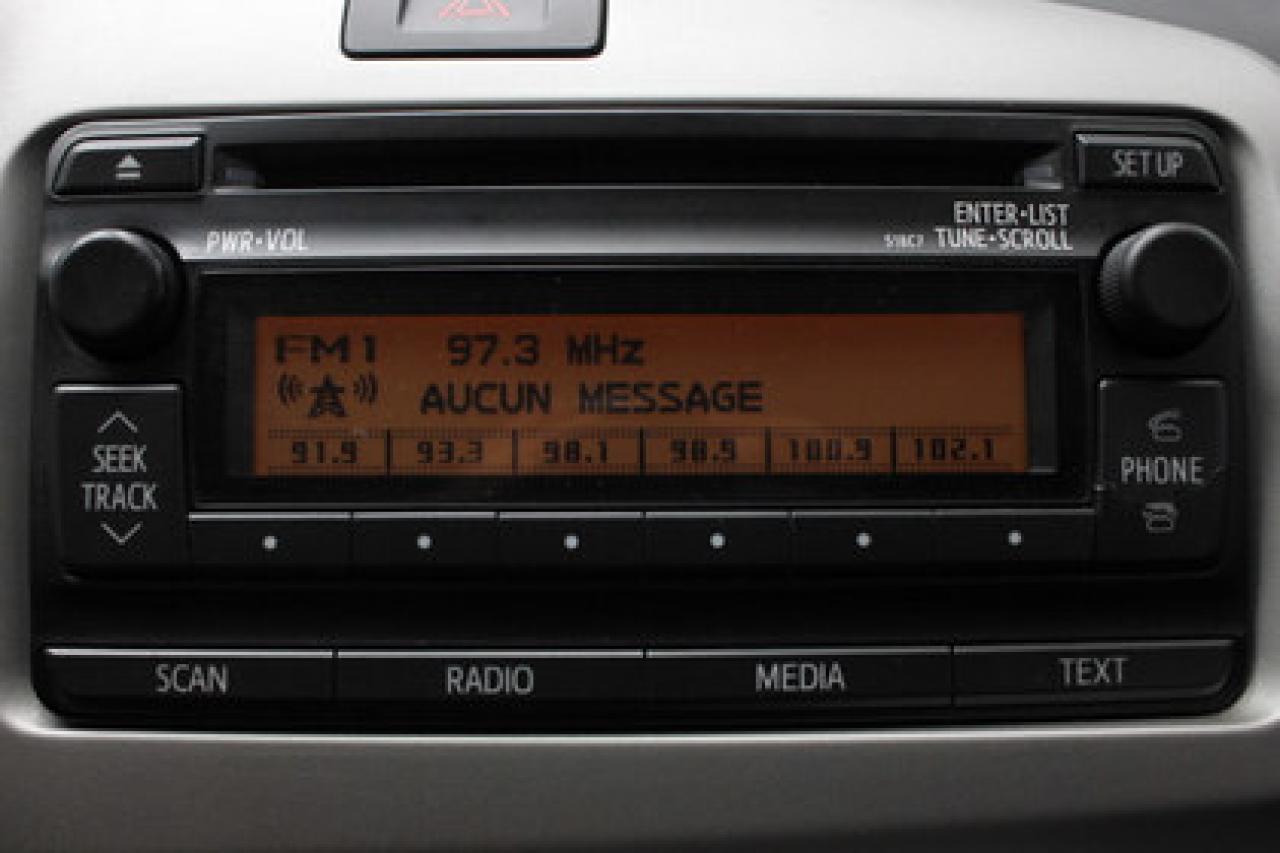 SET UP
PWR•VOL
ENTER•LIST
TUNE•SCROLL
FM1 97.3 MHz
AUCUN MESSAGE
91.9 93.3 98.1 98.9 100.9 102.1
SEEK
TRACK
PHONE
SCAN RADIO MEDIA TEXT